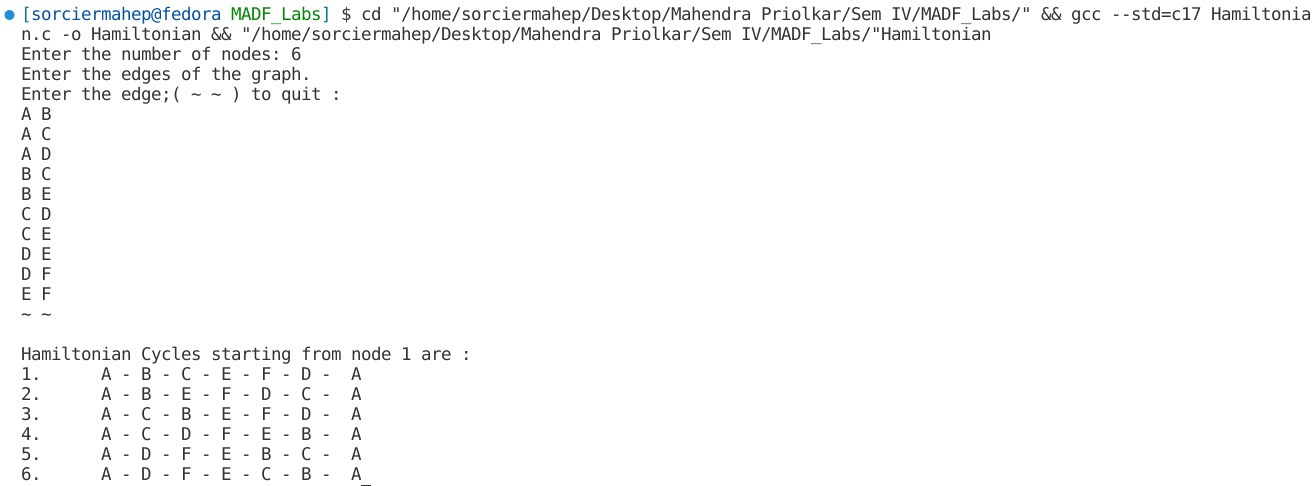 [sorciermahep@fedora MADF_Labs] $ cd "/home/sorciermahep/Desktop/Mahendra Priolkar/Sem IV/MADF_Labs/" && gcc --std=c17 Hamiltonia
n.c -o Hamiltonian && "/home/sorciermahep/Desktop/Mahendra Priolkar/Sem IV/MADF_Labs/"Hamiltonian
Enter the number of nodes: 6
Enter the edges of the graph.
Enter the edge;( ~ ~ ) to quit :
A B
A C
A D
B C
B E
C D
C E
D E
D F
E F
~ ~
Hamiltonian Cycles starting from node 1 are :
1.      A - B - C - E - F - D -  A
2.      A - B - E - F - D - C -  A
3.      A - C - B - E - F - D -  A
4.      A - C - D - F - E - B -  A
5.      A - D - F - E - B - C -  A
6.      A - D - F - E - C - B -  A_